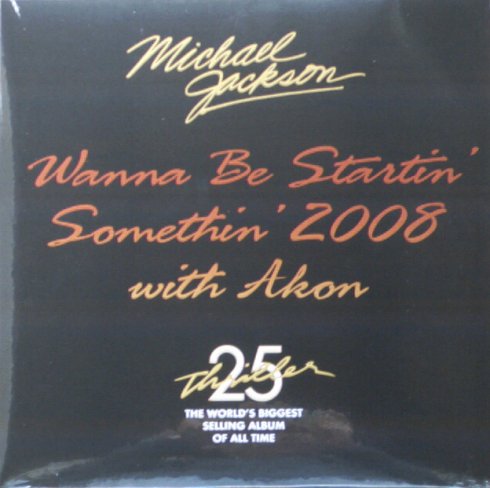 Michael
Jackson
Wanna Be Startin'
Somethin' 2008
with Akon
25
Thriller
THE WORLD'S BIGGEST
SELLING ALBUM
OF ALL TIME